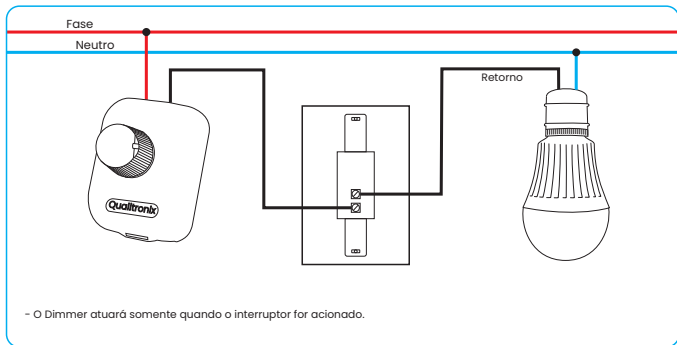 Fase
Neutro
Retorno
Qualitronix
- O Dimmer atuará somente quando o interruptor for acionado.